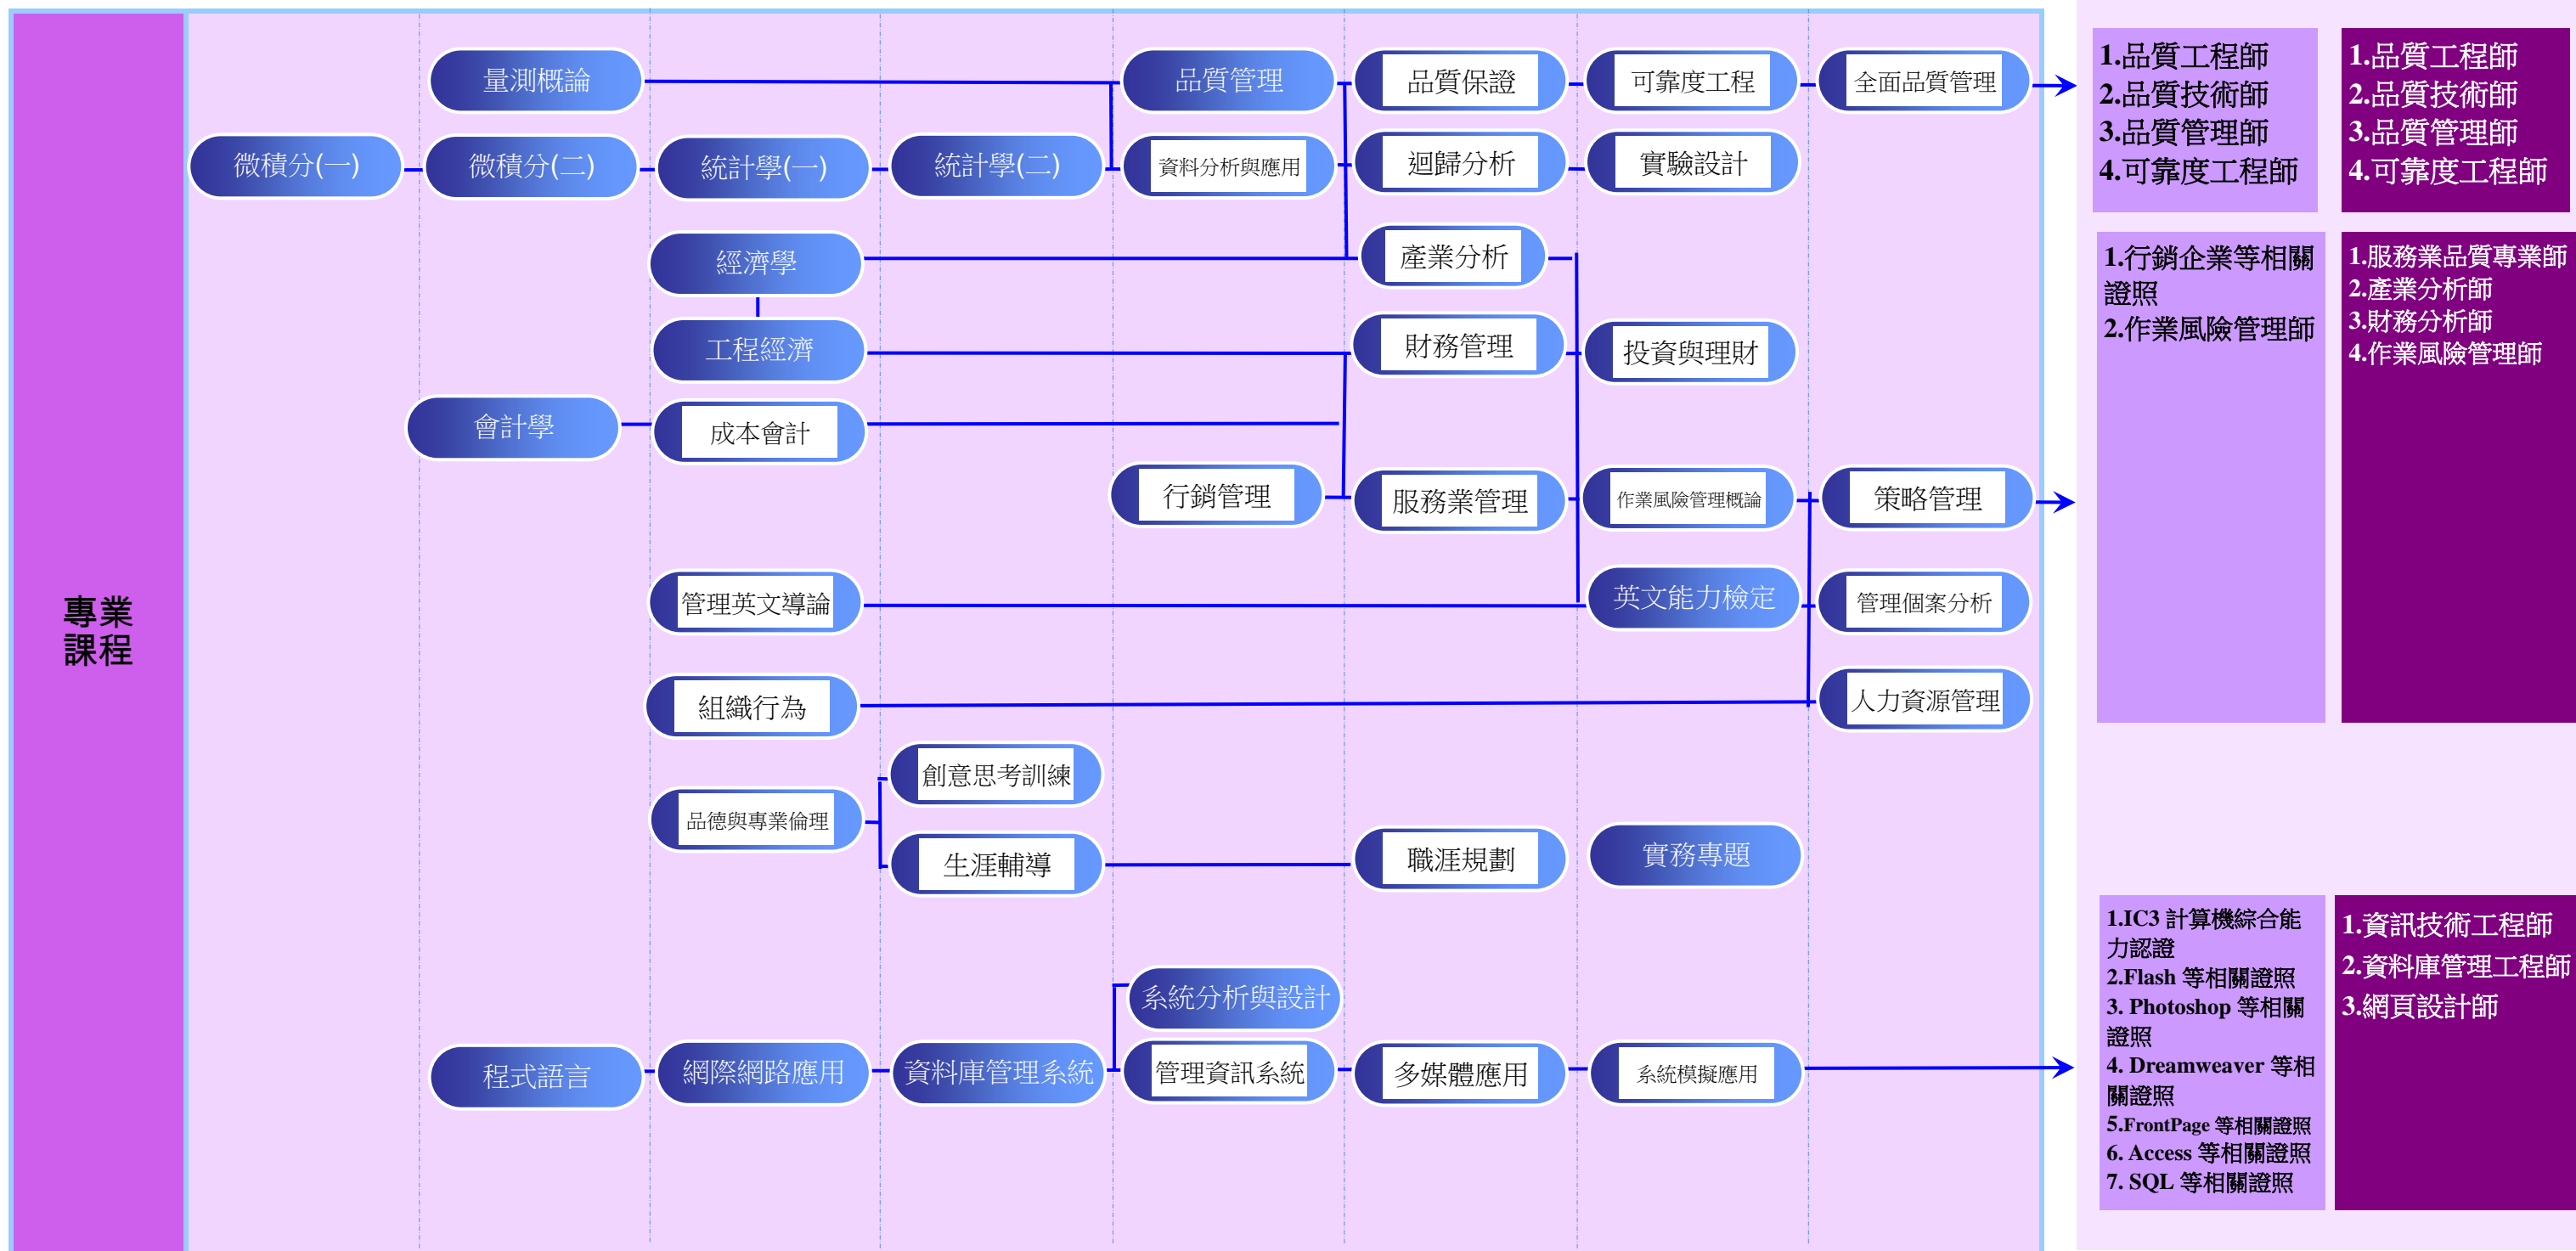 專業
課程
量測概論
品質管理
品質保證
可靠度工程
全面品質管理
微積分(一)
微積分(二)
統計學(一)
統計學(二)
資料分析與應用
迴歸分析
實驗設計
經濟學
產業分析
工程經濟
財務管理
投資與理財
會計學
成本會計
行銷管理
服務業管理
作業風險管理概論
策略管理
管理英文導論
英文能力檢定
管理個案分析
組織行為
人力資源管理
創意思考訓練
品德與專業倫理
生涯輔導
職涯規劃
實務專題
系統分析與設計
程式語言
網際網路應用
資料庫管理系統
管理資訊系統
多媒體應用
系統模擬應用
1.品質工程師
2.品質技術師
3.品質管理師
4.可靠度工程師
1.品質工程師
2.品質技術師
3.品質管理師
4.可靠度工程師
1.行銷企業等相關
證照
2.作業風險管理師
1.服務業品質專業師
2.產業分析師
3.財務分析師
4.作業風險管理師
1.IC3 計算機綜合能
力認證
2.Flash 等相關證照
3. Photoshop 等相關
證照
4. Dreamweaver 等相
關證照
5.FrontPage 等相關證照
6. Access 等相關證照
7. SQL 等相關證照
1.資訊技術工程師
2.資料庫管理工程師
3.網頁設計師